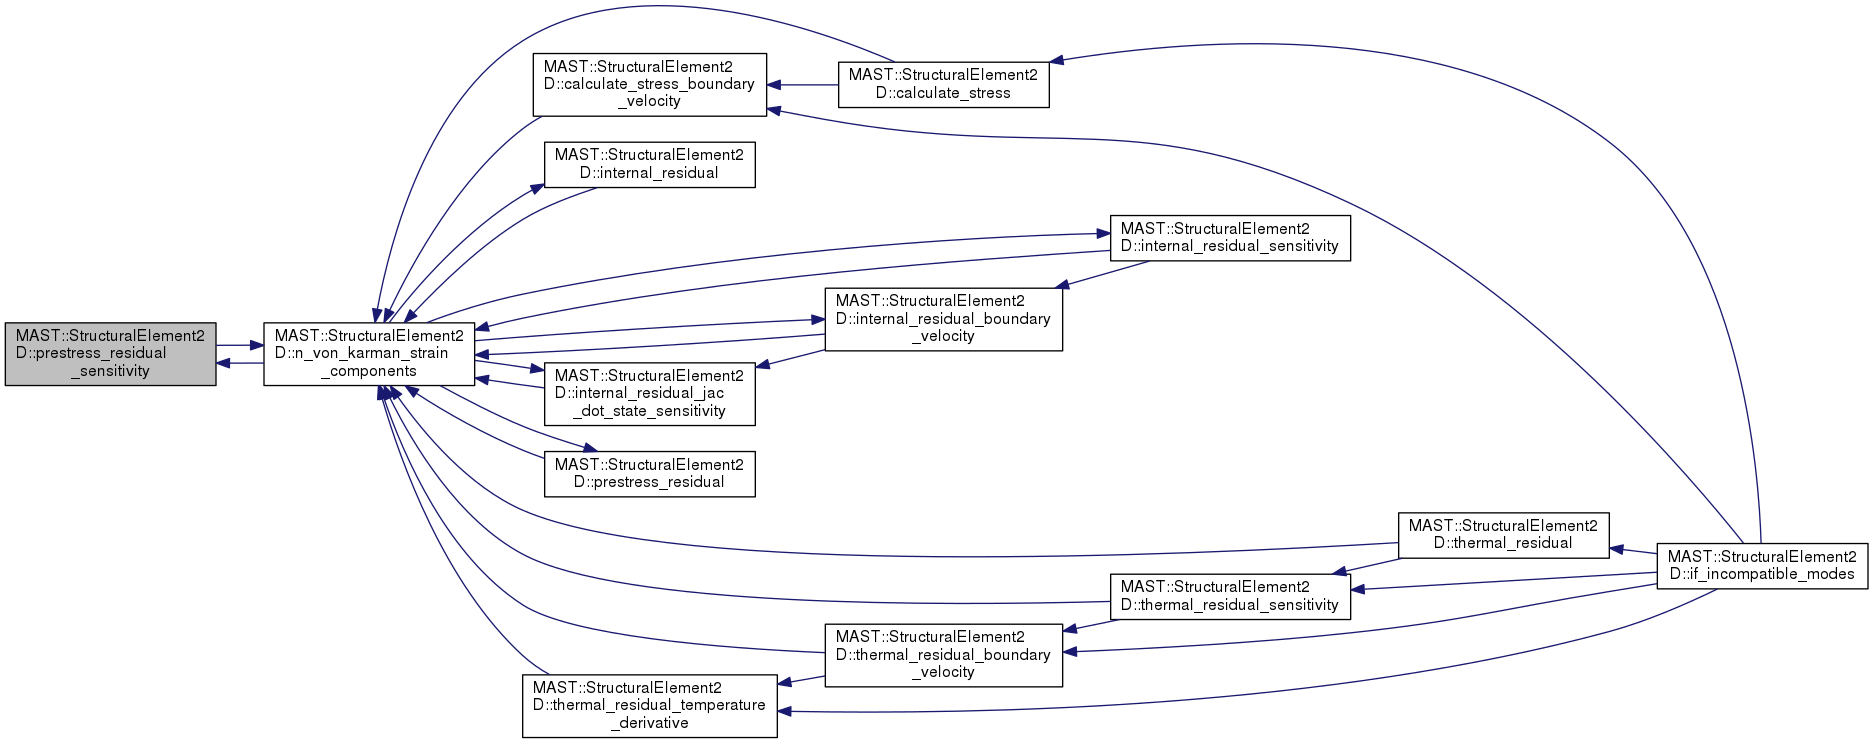 MAST::StructuralElement2
D::prestress_residual
_sensitivity
MAST::StructuralElement2
D::n_von_karman_strain
_components
MAST::StructuralElement2
D::calculate_stress_boundary
_velocity
MAST::StructuralElement2
D::calculate_stress
MAST::StructuralElement2
D::internal_residual
MAST::StructuralElement2
D::internal_residual_sensitivity
MAST::StructuralElement2
D::internal_residual_boundary
_velocity
MAST::StructuralElement2
D::internal_residual_jac
_dot_state_sensitivity
MAST::StructuralElement2
D::prestress_residual
MAST::StructuralElement2
D::thermal_residual
MAST::StructuralElement2
D::if_incompatible_modes
MAST::StructuralElement2
D::thermal_residual_sensitivity
MAST::StructuralElement2
D::thermal_residual_boundary
_velocity
MAST::StructuralElement2
D::thermal_residual_temperature
_derivative